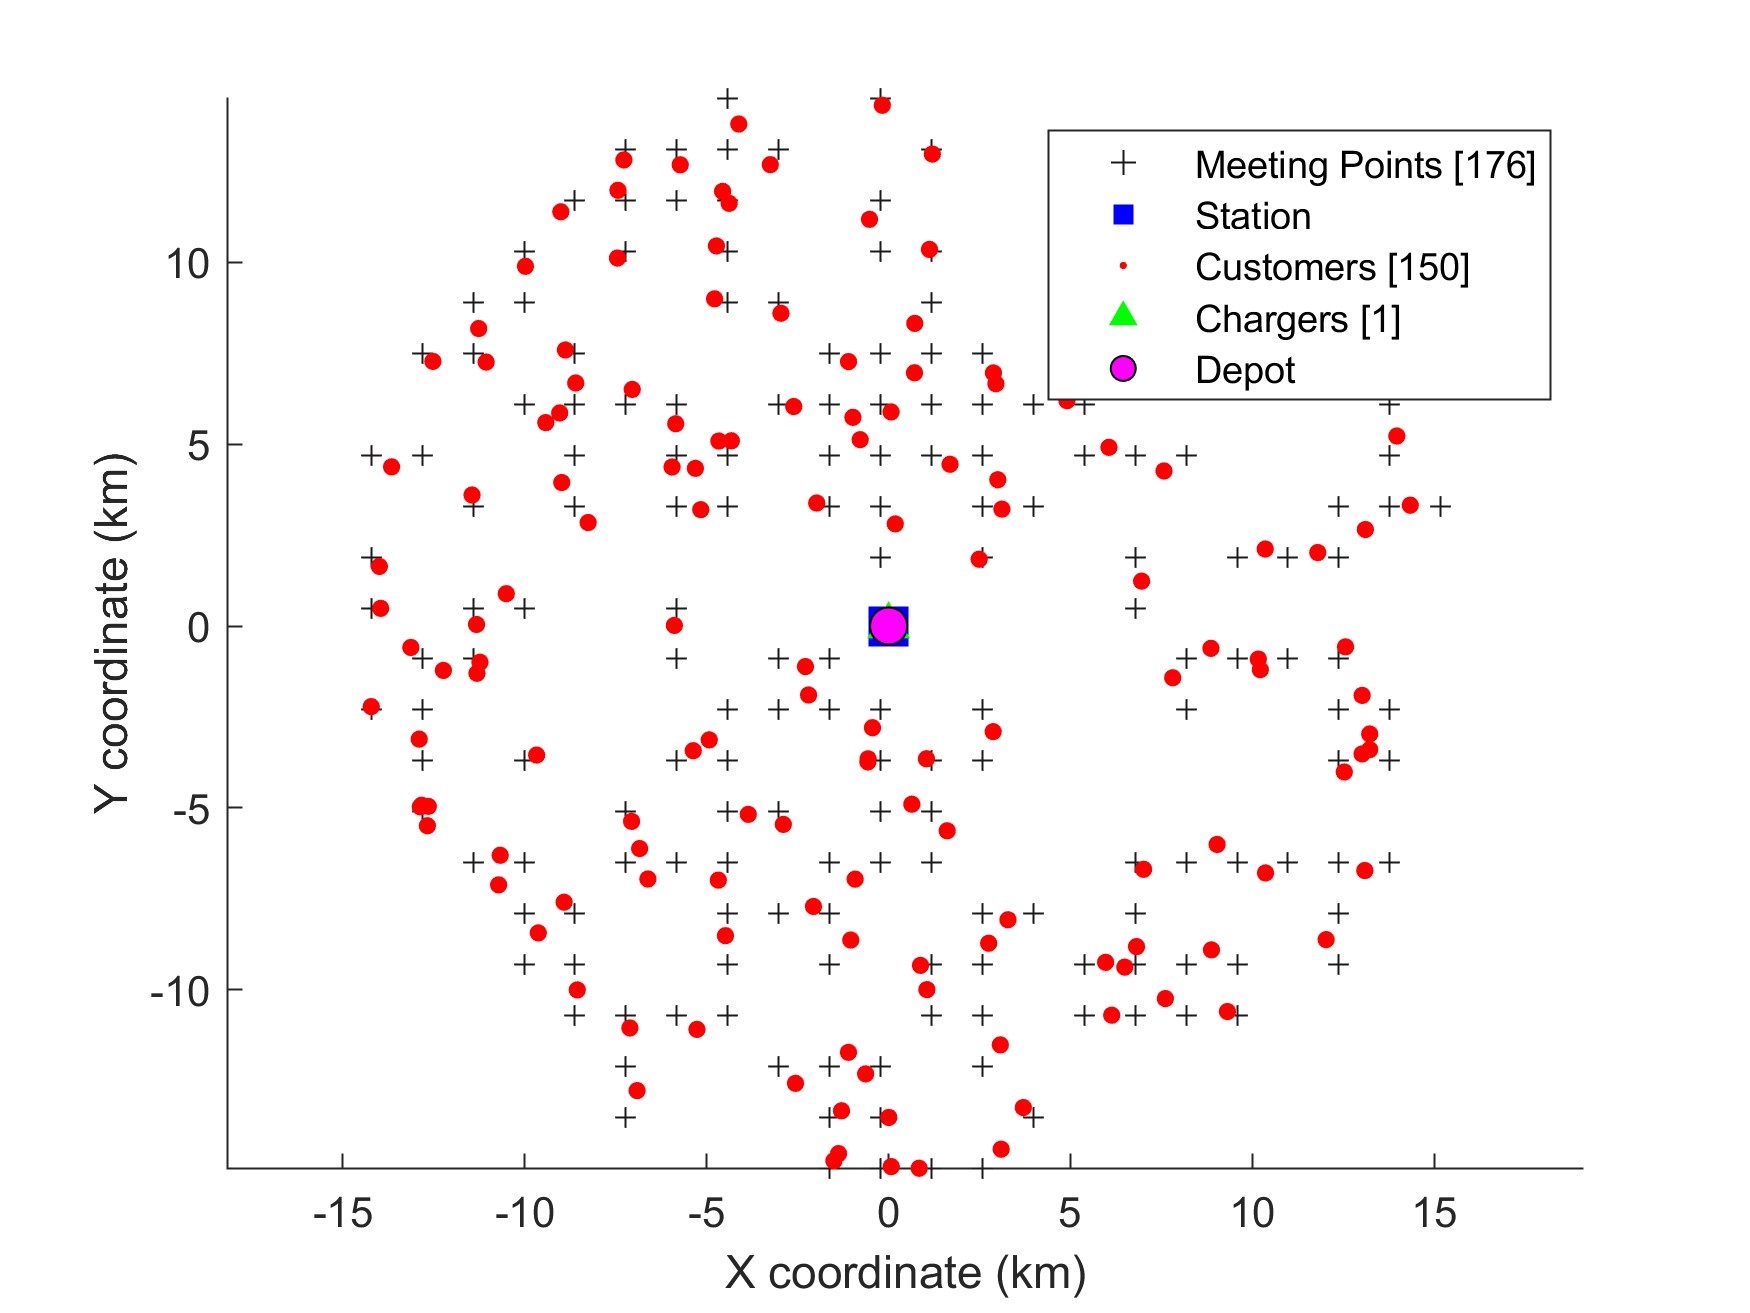 Meeting Points [176]
Station
Customers [150]
Chargers [1]
Depot
10
5
0
-5
-10
Y coordinate (km)
-15
-10
-5
0
5
10
15
X coordinate (km)